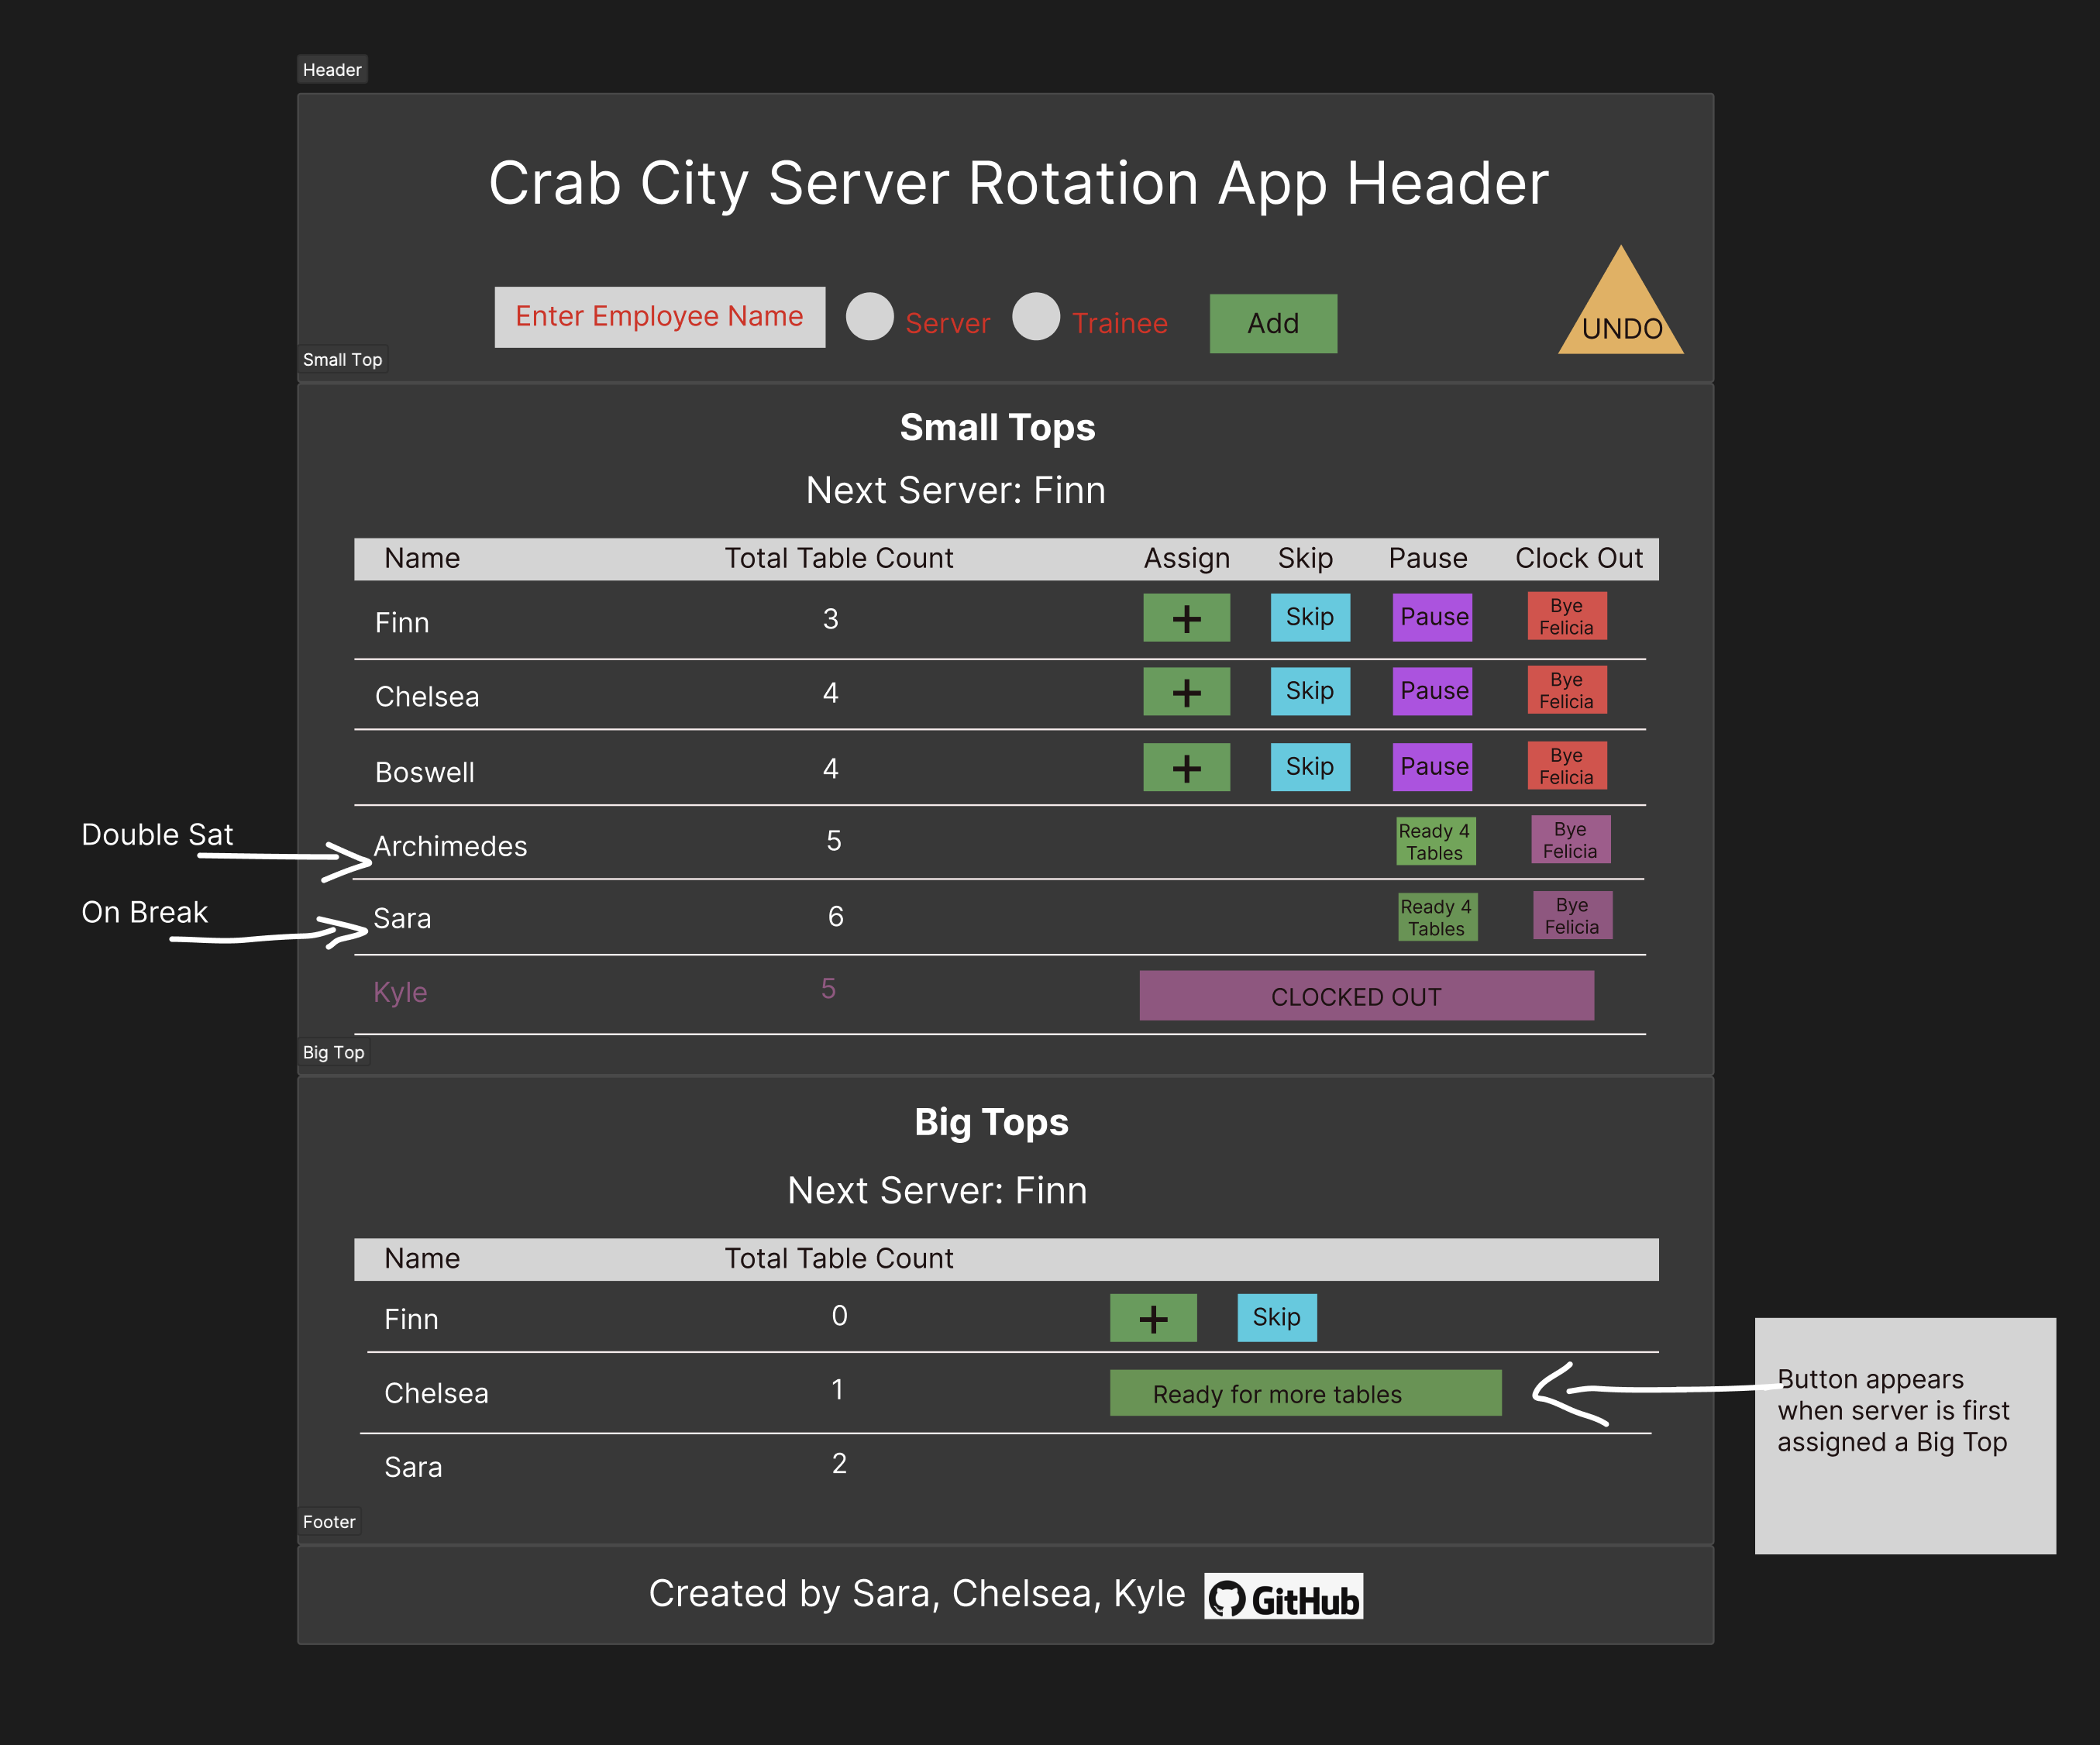 Header
Crab City Server Rotation App Header
Enter Employee Name
Server
Trainee
Add
UNDO
Small Top
Small Tops
Next Server: Finn
Name Total Table Count Assign Skip Pause Clock Out
Finn 3 + Skip Pause Bye
Felicia
Chelsea 4 + Skip Pause Bye
Felicia
Boswell 4 + Skip Pause Bye
Felicia
Double Sat
Archimedes 5 Ready 4 Bye
Tables Felicia
On Break
Sara 6 Ready 4 Bye
Tables Felicia
Kyle 5 CLOCKED OUT
Big Top
Big Tops
Next Server: Finn
Name Total Table Count
Finn 0 + Skip
Chelsea 1 Ready for more tables
Button appears
when server is first
assigned a Big Top
Sara 2
Footer
Created by Sara, Chelsea, Kyle GitHub